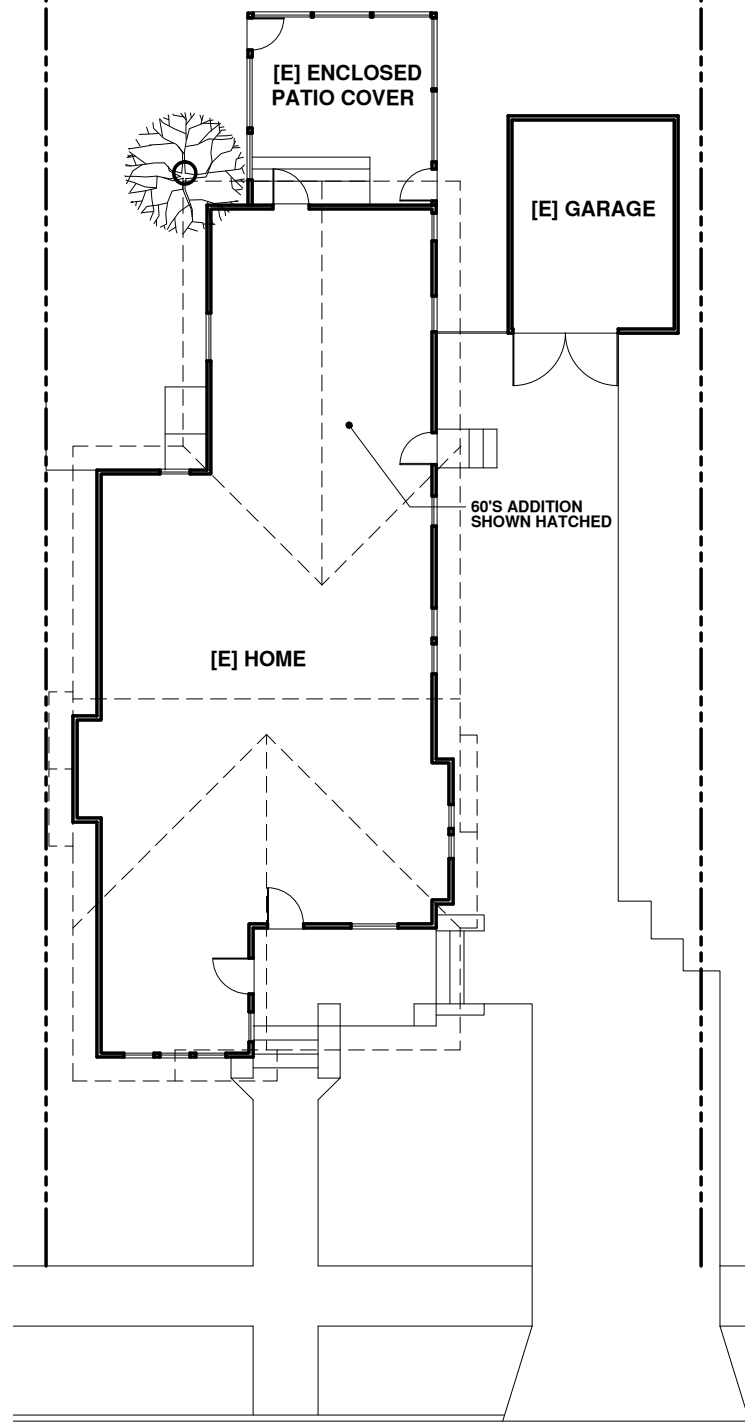 [E] ENCLOSED
PATIO COVER
[E] GARAGE
60'S ADDITION
SHOWN HATCHED
[E] HOME